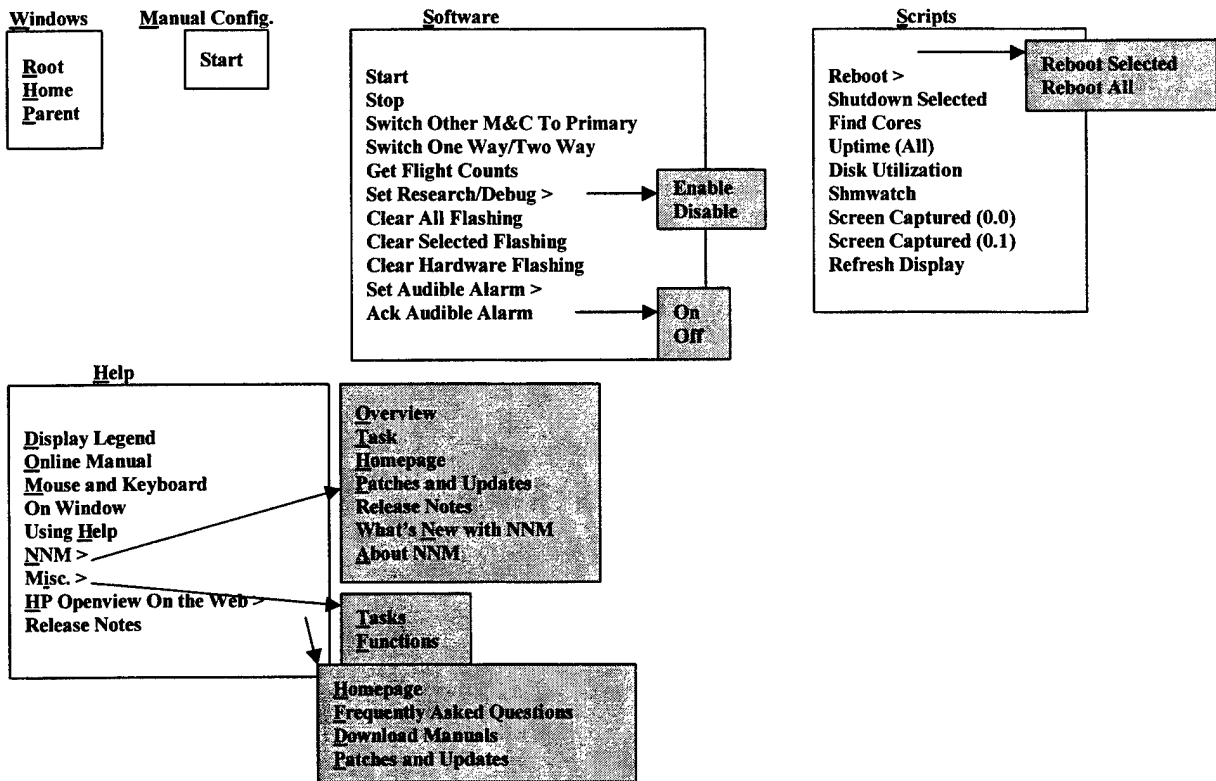 Windows
Root
Home
Parent
Manual Config.
Start
Software
Start
Stop
Switch Other M&C To Primary
Switch One Way/Two Way
Get Flight Counts
Set Research/Debug >
Clear All Flashing
Clear Selected Flashing
Clear Hardware Flashing
Set Audible Alarm >
Ack Audible Alarm
Enable
Disable
On
Off
Scripts
Reboot >
Shutdown Selected
Find Cores
Uptime (All)
Disk Utilization
Shmwatch
Screen Captured (0.0)
Screen Captured (0.1)
Refresh Display
Reboot Selected
Reboot All
Help
Display Legend
Online Manual
Mouse and Keyboard
On Window
Using Help
NNM >
Misc. >
HP Openview On the Web >
Release Notes
Overview
Task
Homepage
Patches and Updates
Release Notes
What's New with NNM
About NNM
Tasks
Functions
Homepage
Frequently Asked Questions
Download Manuals
Patches and Updates